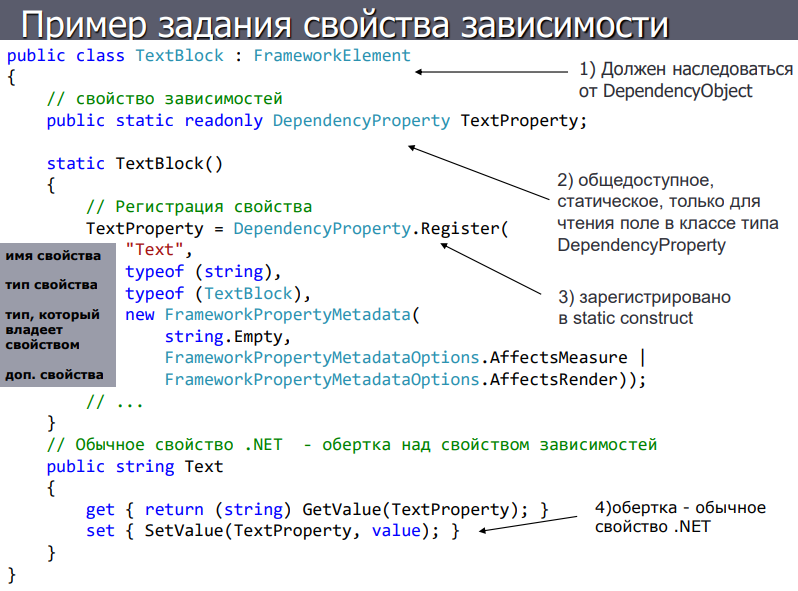 Пример задания свойства зависимости
public class TextBlock : FrameworkElement
{
1) Должен наследоваться
от DependencyObject
// свойство зависимостей
public static readonly DependencyProperty TextProperty;
static TextBlock()
{
2) общедоступное,
статическое, только для
чтения поле в классе типа
DependencyProperty
// Регистрация свойства
TextProperty = DependencyProperty.Register(
имя свойства
"Text",
тип свойства
typeof (string),
тип, который
владеет
свойством
typeof (TextBlock),
3) зарегистрировано
в static construct
доп. свойства
new FrameworkPropertyMetadata(
string.Empty,
FrameworkPropertyMetadataOptions.AffectsMeasure |
FrameworkPropertyMetadataOptions.AffectsRender));
// ...
}
// Обычное свойство .NET - обертка над свойством зависимостей
public string Text
{
get { return (string) GetValue(TextProperty); }
set { SetValue(TextProperty, value); }
4)обертка - обычное
свойство .NET
}
}